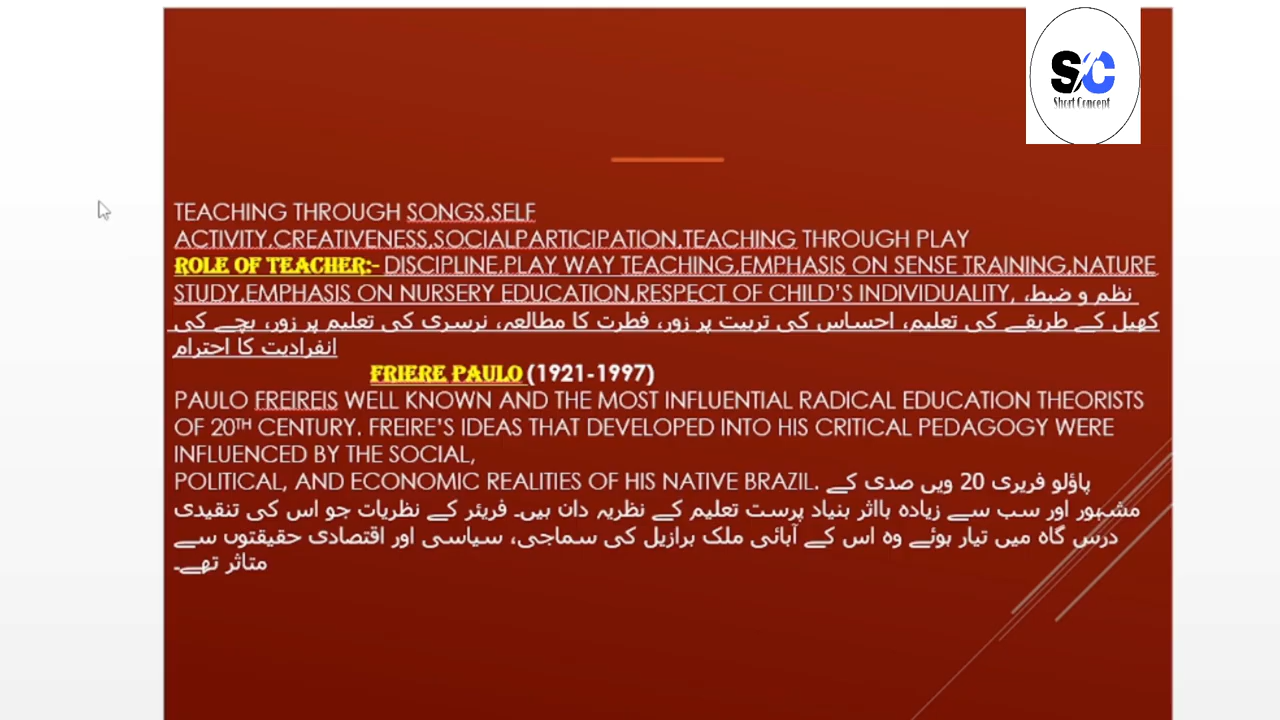 S/C
Short Concept
TEACHING THROUGH SONGS,SELF
ACTIVITY,CREATIVENESS,SOCIALPARTICIPATION,TEACHING THROUGH PLAY
ROLE OF TEACHER:- DISCIPLINE,PLAY WAY TEACHING,EMPHASIS ON SENSE TRAINING,NATURE
STUDY,EMPHASIS ON NURSERY EDUCATION,RESPECT OF CHILD'S INDIVIDUALITY, نظم و ضبط،
کھیل کے طریقے کی تعلیم، احساس کی تربیت پر زور، فطرت کا مطالعہ، نرسری کی تعلیم پر زور، بچے کی
انفرادیت کا احترام
FRIERE PAULO (1921-1997)
PAULO FREIREIS WELL KNOWN AND THE MOST INFLUENTIAL RADICAL EDUCATION THEORISTS
OF 20TH CENTURY. FREIRE'S IDEAS THAT DEVELOPED INTO HIS CRITICAL PEDAGOGY WERE
INFLUENCED BY THE SOCIAL,
POLITICAL, AND ECONOMIC REALITIES OF HIS NATIVE BRAZIL. پاؤلو فریری 20 ویں صدی کے
مشہور اور سب سے زیادہ بااثر بنیاد پرست تعلیم کے نظریہ دان ہیں۔ فریئر کے نظریات جو اس کی تنقیدی
درس گاہ میں تیار ہوئے وہ اس کے آبائی ملک برازیل کی سماجی، سیاسی اور اقتصادی حقیقتوں سے
متاثر تھے۔